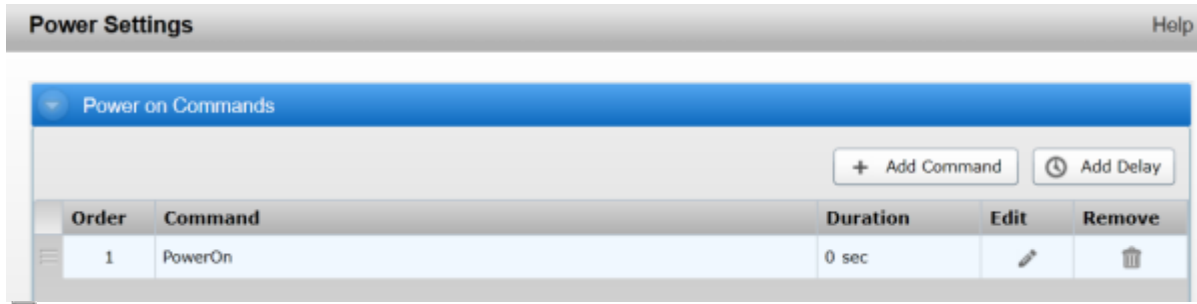 Power Settings Help
Power on Commands
+ Add Command Add Delay
Order Command Duration Edit Remove
1 PowerOn 0 sec